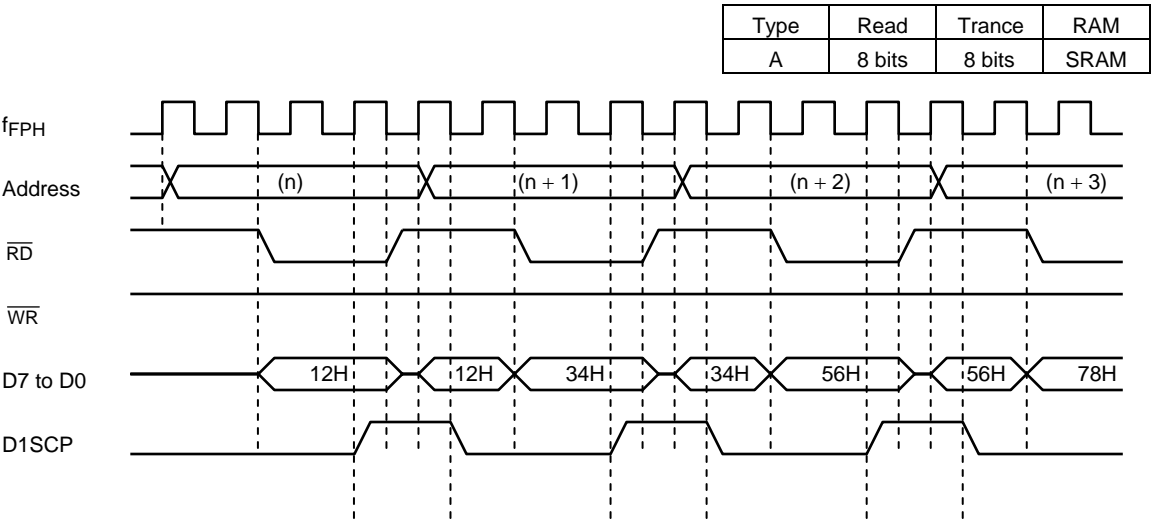 Type Read Trance RAM
A 8 bits 8 bits SRAM
fFPH
Address (n) (n + 1) (n + 2) (n + 3)
RD
WR
D7 to D0 12H 12H 34H 34H 56H 56H 78H
D1SCP